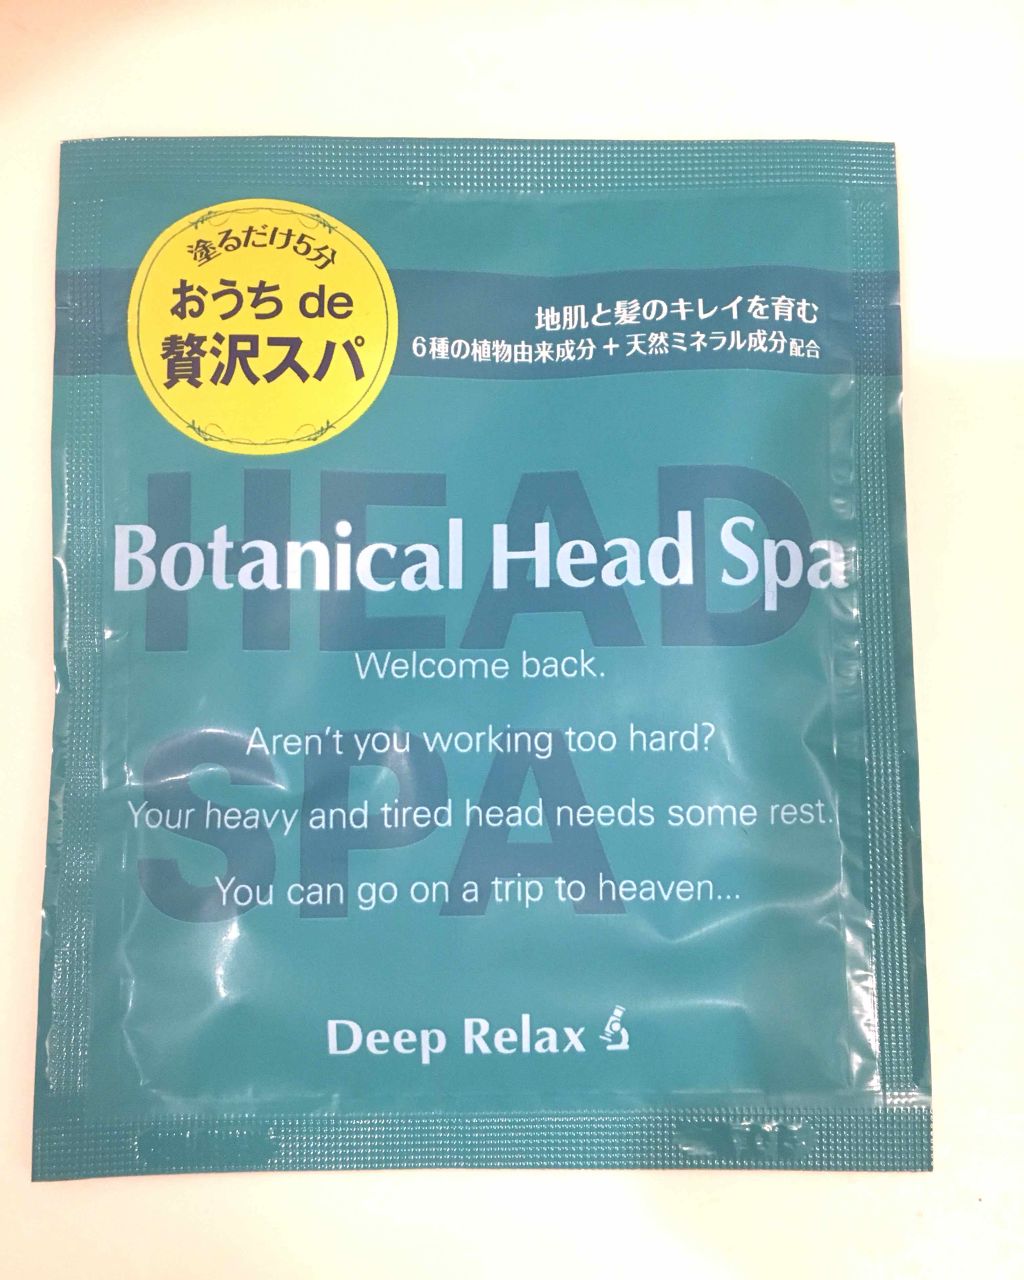 塗るだけ5分
おうち de
贅沢スパ
地肌と髪のキレイを育む
6種の植物由来成分+天然ミネラル成分配合
HEAD
SPA
Botanical Head Spa
Welcome back.
Aren't you working too hard?
Your heavy and tired head needs some rest.
You can go on a trip to heaven...
Deep Relax